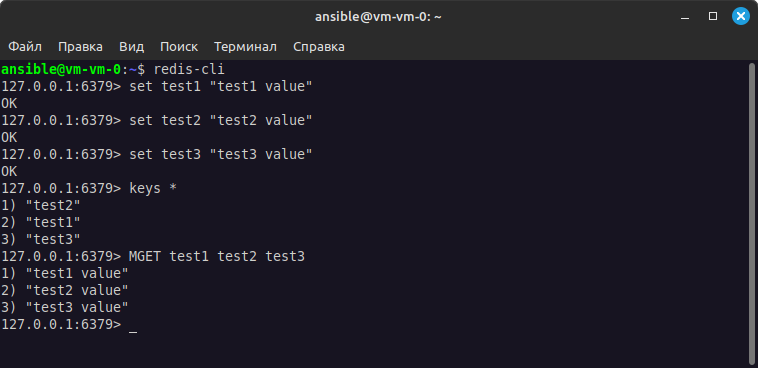 ansible@vm-vm-0: ~
Файл Правка Вид Поиск Терминал Справка
ansible@vm-vm-0:~$ redis-cli
127.0.0.1:6379> set test1 "test1 value"
OK
127.0.0.1:6379> set test2 "test2 value"
OK
127.0.0.1:6379> set test3 "test3 value"
OK
127.0.0.1:6379> keys *
1) "test2"
2) "test1"
3) "test3"
127.0.0.1:6379> MGET test1 test2 test3
1) "test1 value"
2) "test2 value"
3) "test3 value"
127.0.0.1:6379> _